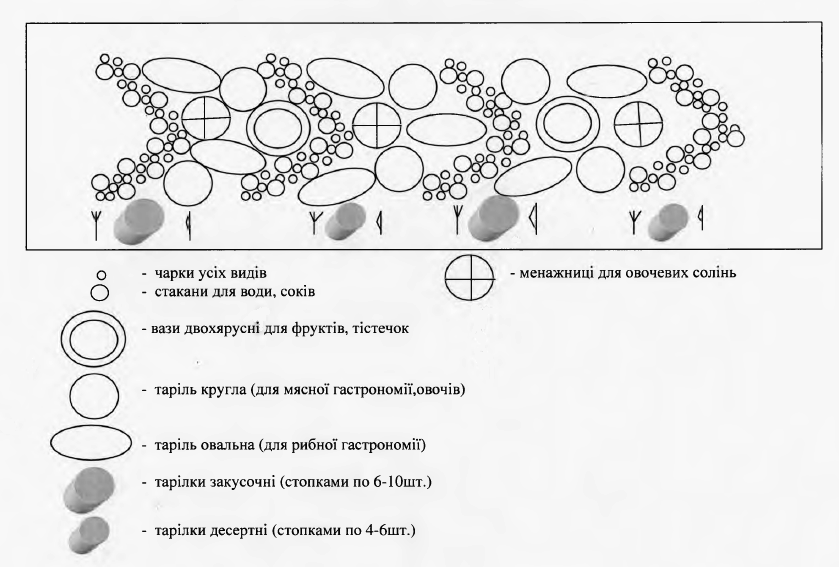 - чарки усіх видів
- менажниці для овочевих солінь
- стакани для води, соків
- вази двохярусні для фруктів, тістечок
- таріль кругла (для мясної гастрономії,овочів)
- таріль овальна (для рибної гастрономії)
- тарілки закусочні (стопками по 6-10шт.)
- тарілки десертні (стопками по 4-6шт.)